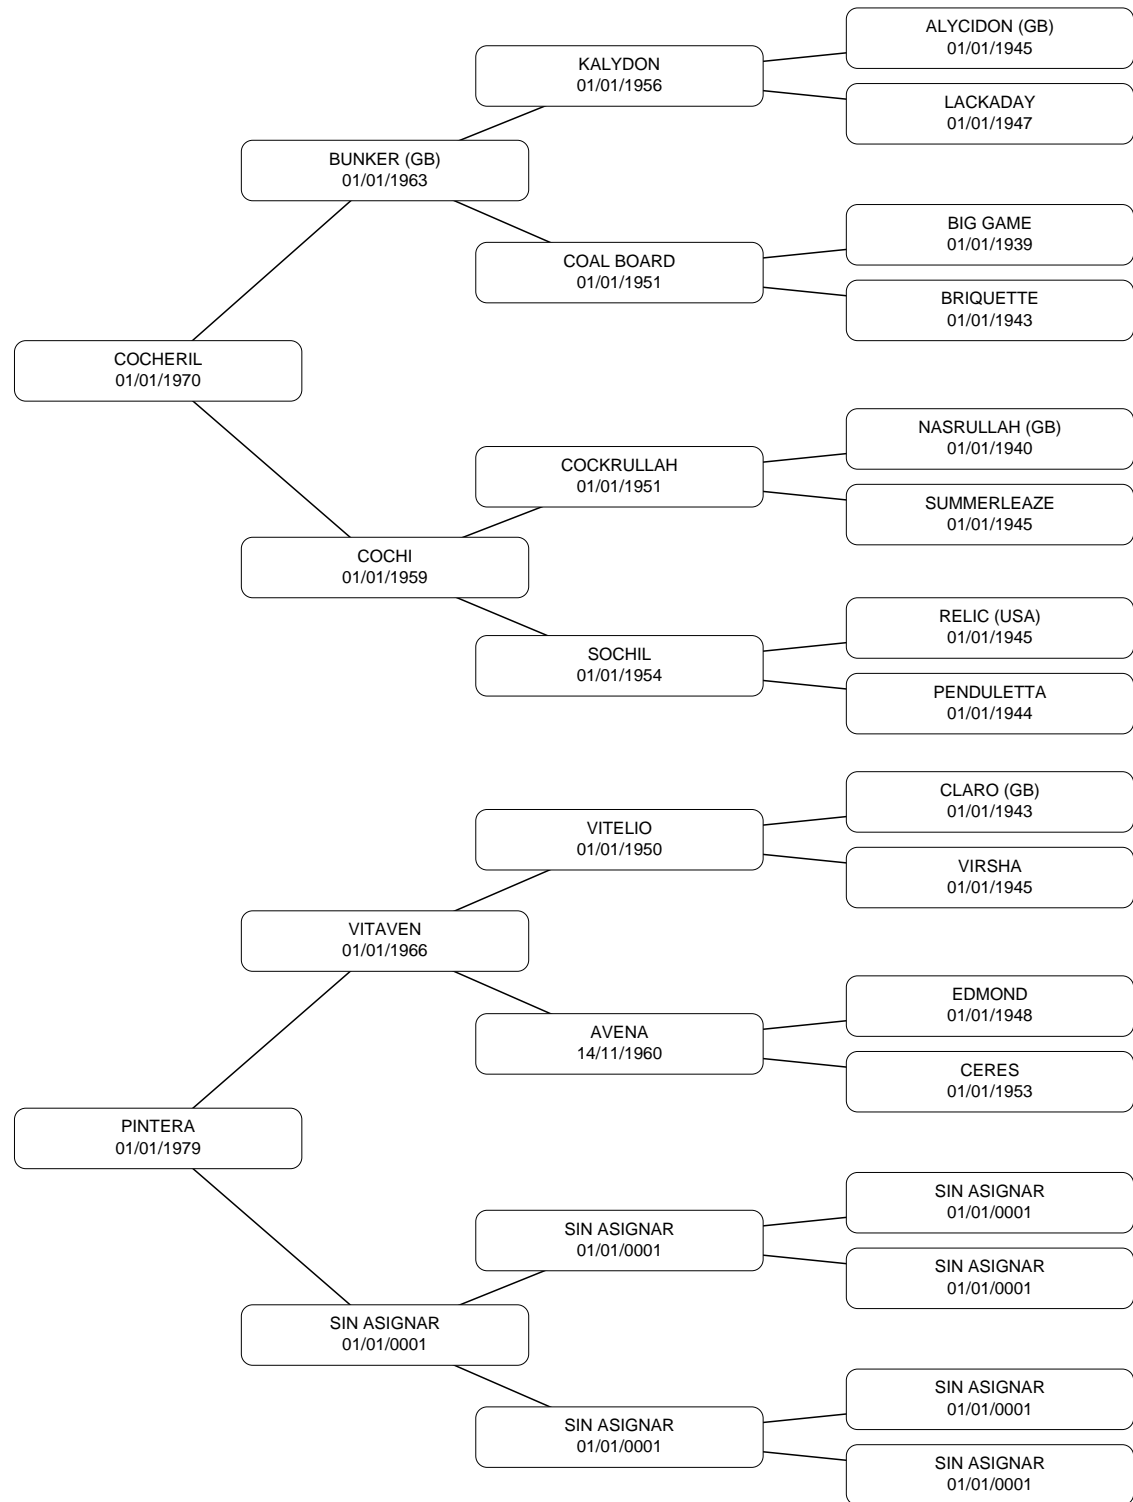 ALYCIDON (GB)
01/01/1945
KALYDON
01/01/1956
LACKADAY
01/01/1947
BUNKER (GB)
01/01/1963
BIG GAME
01/01/1939
COAL BOARD
01/01/1951
BRIQUETTE
01/01/1943
COCHERIL
01/01/1970
NASRULLAH (GB)
01/01/1940
COCKRULLAH
01/01/1951
SUMMERLEAZE
01/01/1945
COCHI
01/01/1959
RELIC (USA)
01/01/1945
SOCHIL
01/01/1954
PENDULETTA
01/01/1944
CLARO (GB)
01/01/1943
VITELIO
01/01/1950
VIRSHA
01/01/1945
VITAVEN
01/01/1966
EDMOND
01/01/1948
AVENA
14/11/1960
CERES
01/01/1953
PINTERA
01/01/1979
SIN ASIGNAR
01/01/0001
SIN ASIGNAR
01/01/0001
SIN ASIGNAR
01/01/0001
SIN ASIGNAR
01/01/0001
SIN ASIGNAR
01/01/0001
SIN ASIGNAR
01/01/0001
SIN ASIGNAR
01/01/0001